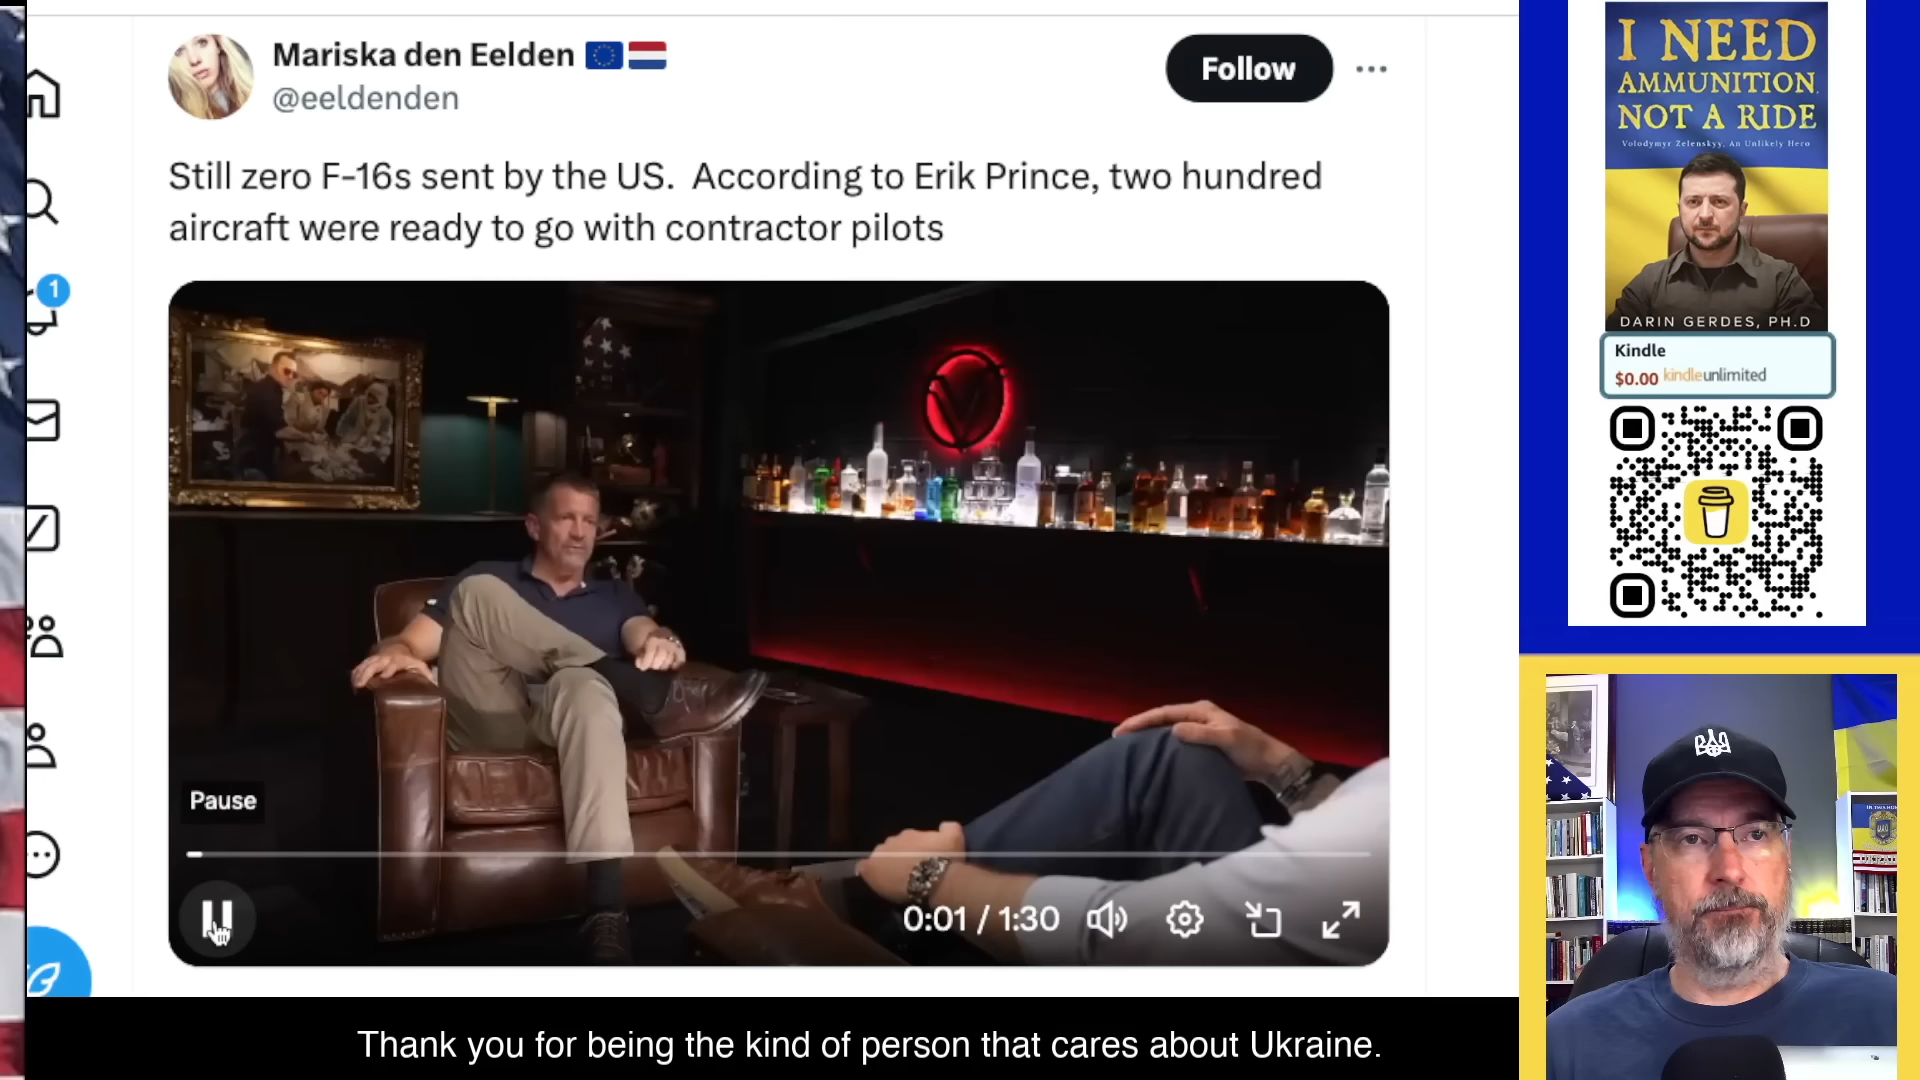 Mariska den Eelden
@eeldenden
Follow
Still zero F-16s sent by the US. According to Erik Prince, two hundred
aircraft were ready to go with contractor pilots
1
Pause
0:01 / 1:30
Thank you for being the kind of person that cares about Ukraine.
I NEED
AMMUNITION,
NOT A RIDE
Volodymyr Zelenskyy, An Unlikely Hero
DARIN GERDES, PH.D
Kindle
$0.00 kindleunlimited